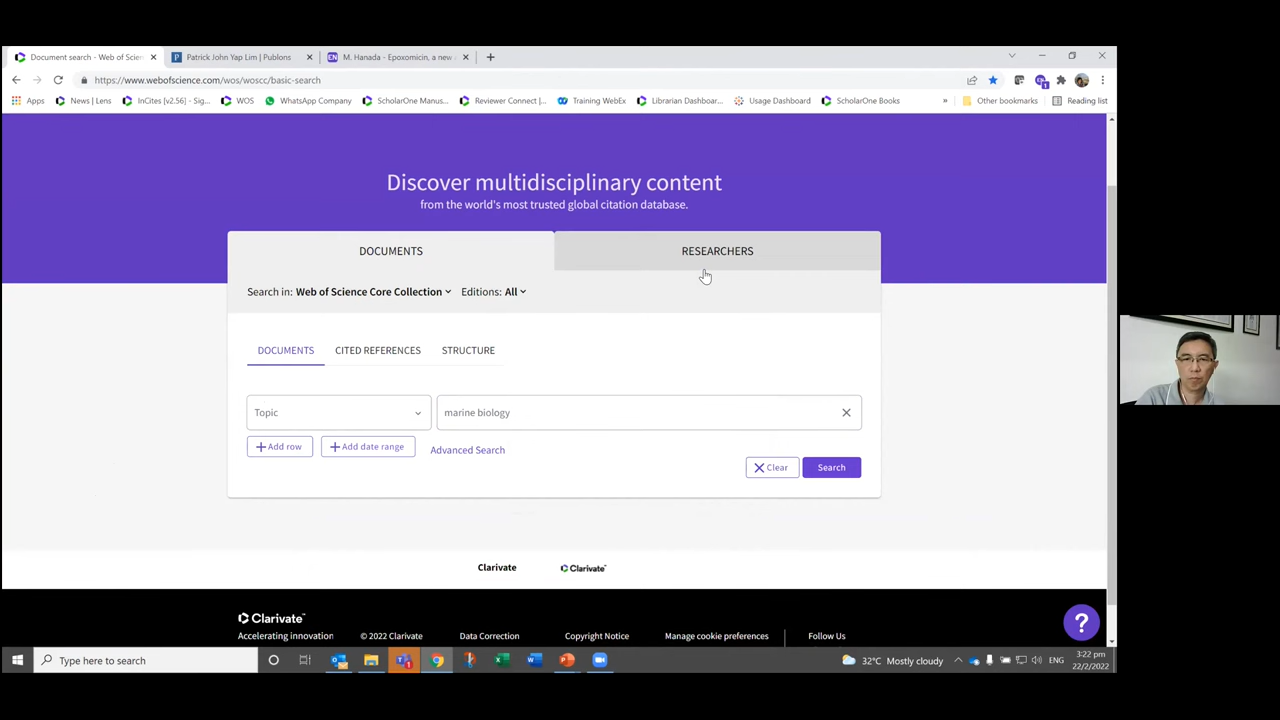 Document search - Web of Scien
Patrick John Yap Lim | Publons
M. Hanada - Epoxomicin, a new
https://www.webofscience.com/wos/woscc/basic-search
Apps
News | Lens
InCites [v2.56] - Sig...
WOS
WhatsApp Company
ScholarOne Manus...
Reviewer Connect |...
Training WebEx
Librarian Dashboar...
Usage Dashboard
ScholarOne Books
»
Other bookmarks
Reading list
Discover multidisciplinary content
from the world's most trusted global citation database.
DOCUMENTS
RESEARCHERS
Search in: Web of Science Core Collection
Editions: All
DOCUMENTS
CITED REFERENCES
STRUCTURE
Topic
marine biology
+ Add row
+ Add date range
Advanced Search
Clear
Search
Clarivate
Clarivate™
Clarivate™
Accelerating innovation
© 2022 Clarivate
Data Correction
Copyright Notice
Manage cookie preferences
Follow Us
?
Type here to search
32°C Mostly cloudy
ENG
3:22 pm
22/2/2022